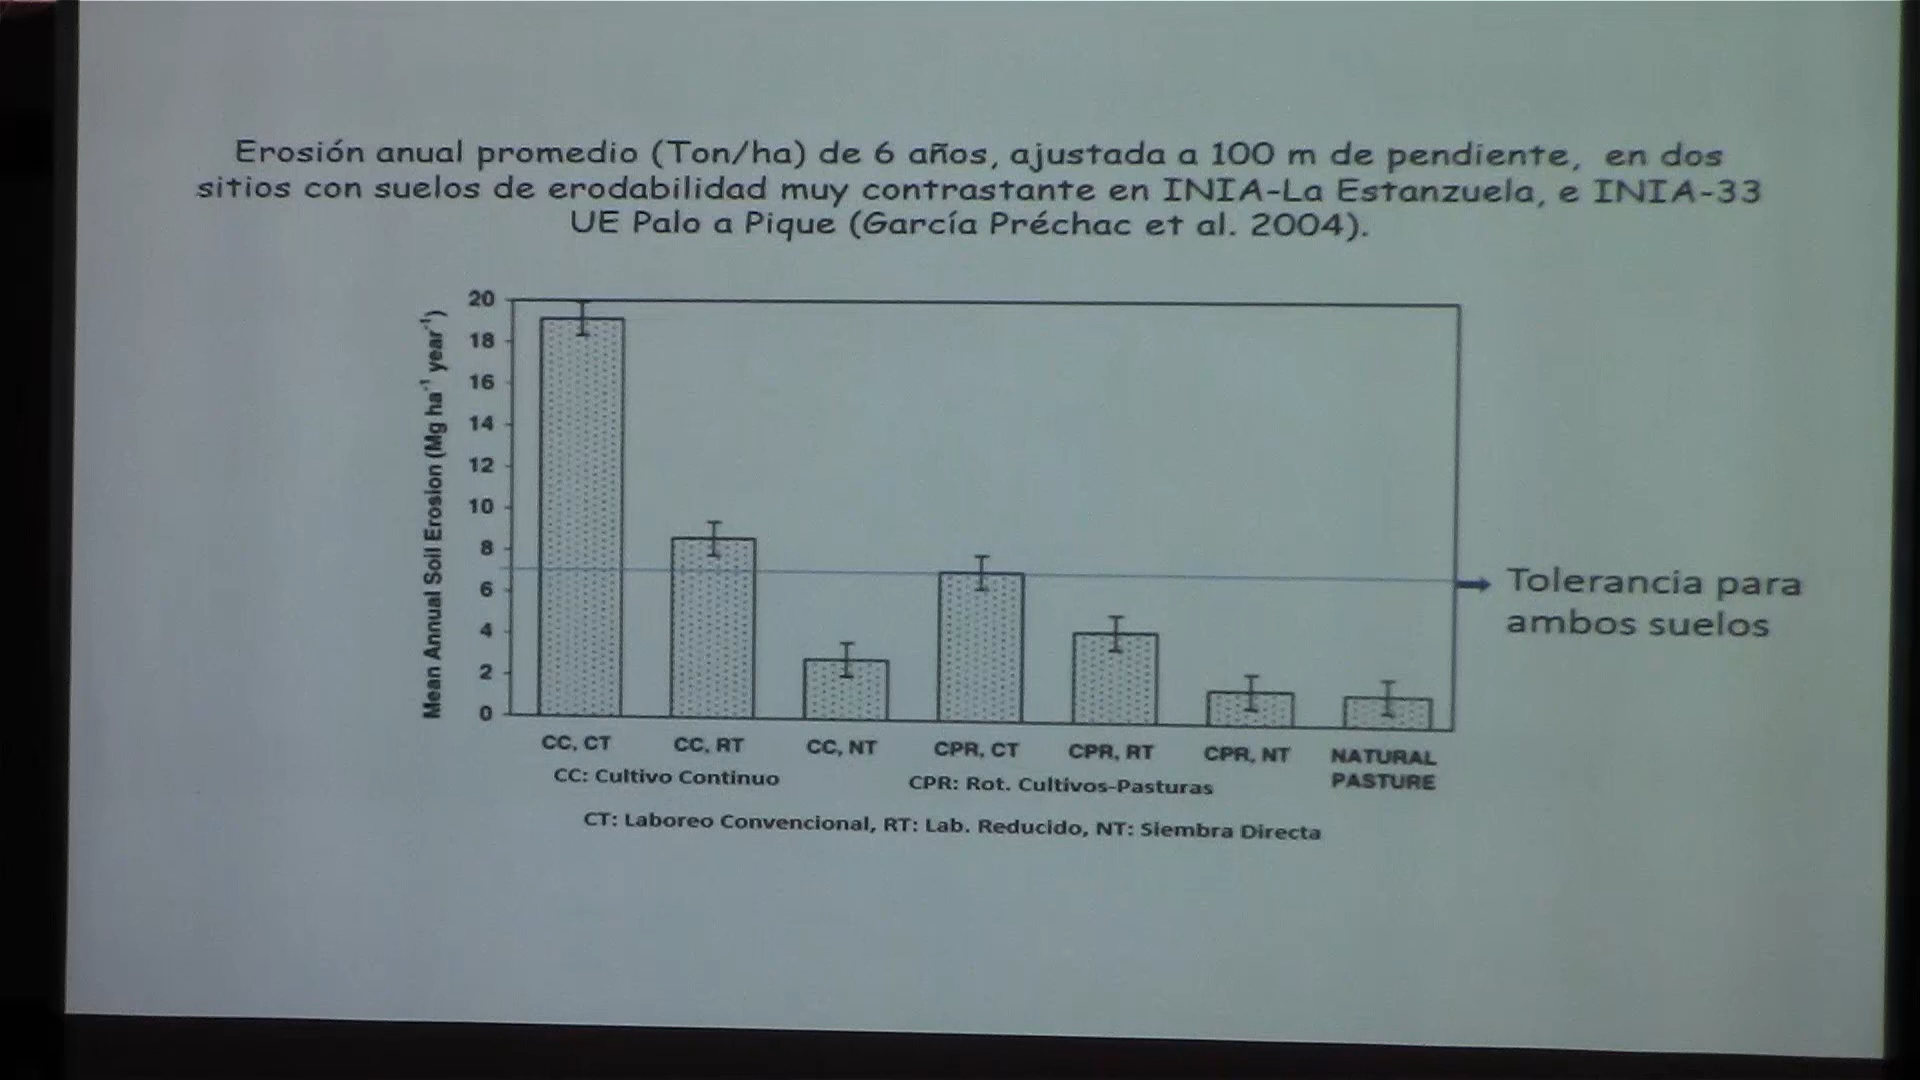 Erosión anual promedio (Ton/ha) de 6 años, ajustada a 100 m de pendiente, en dos
sitios con suelos de erodabilidad muy contrastante en INIA-La Estanzuela, e INIA-33
UE Palo a Pique (García Préchac et al. 2004).
Mean Annual Soil Erosion (Mg ha⁻¹ year⁻¹)
20
18
16
14
12
10
8
6
4
2
0
Tolerancia para
ambos suelos
CC, CT CC, RT CC, NT CPR, CT CPR, RT CPR, NT NATURAL
PASTURE
CC: Cultivo Continuo CPR: Rot. Cultivos-Pasturas
CT: Laboreo Convencional, RT: Lab. Reducido, NT: Siembra Directa